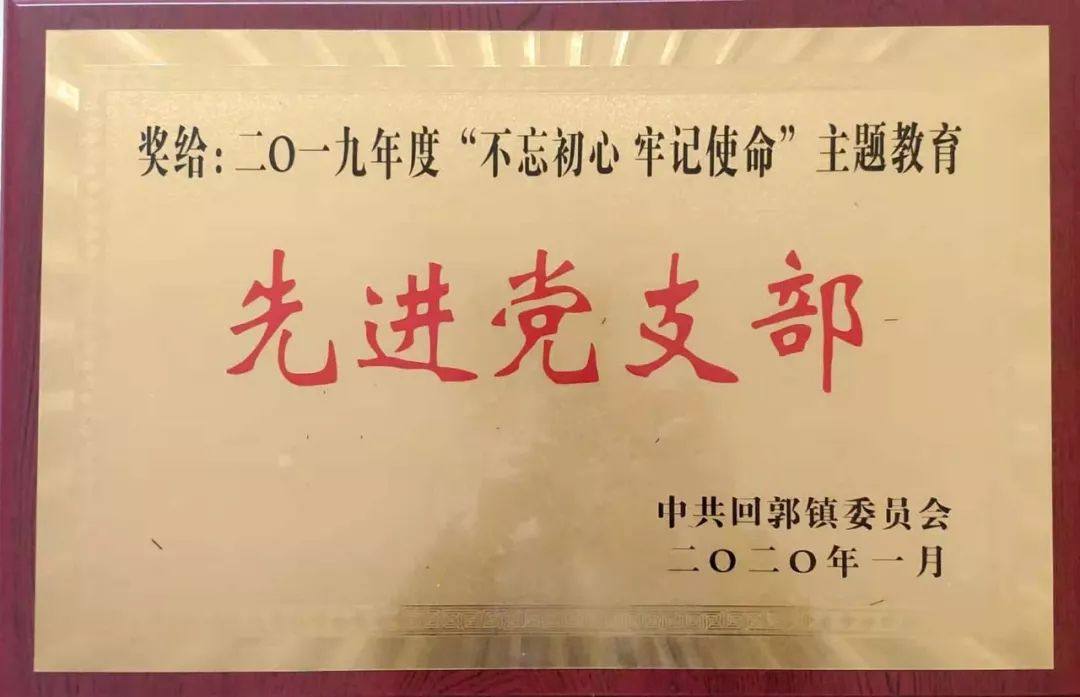 奖给：二〇一九年度“不忘初心 牢记使命”主题教育
先进党支部
中共回郭镇委员会
二〇二〇年一月